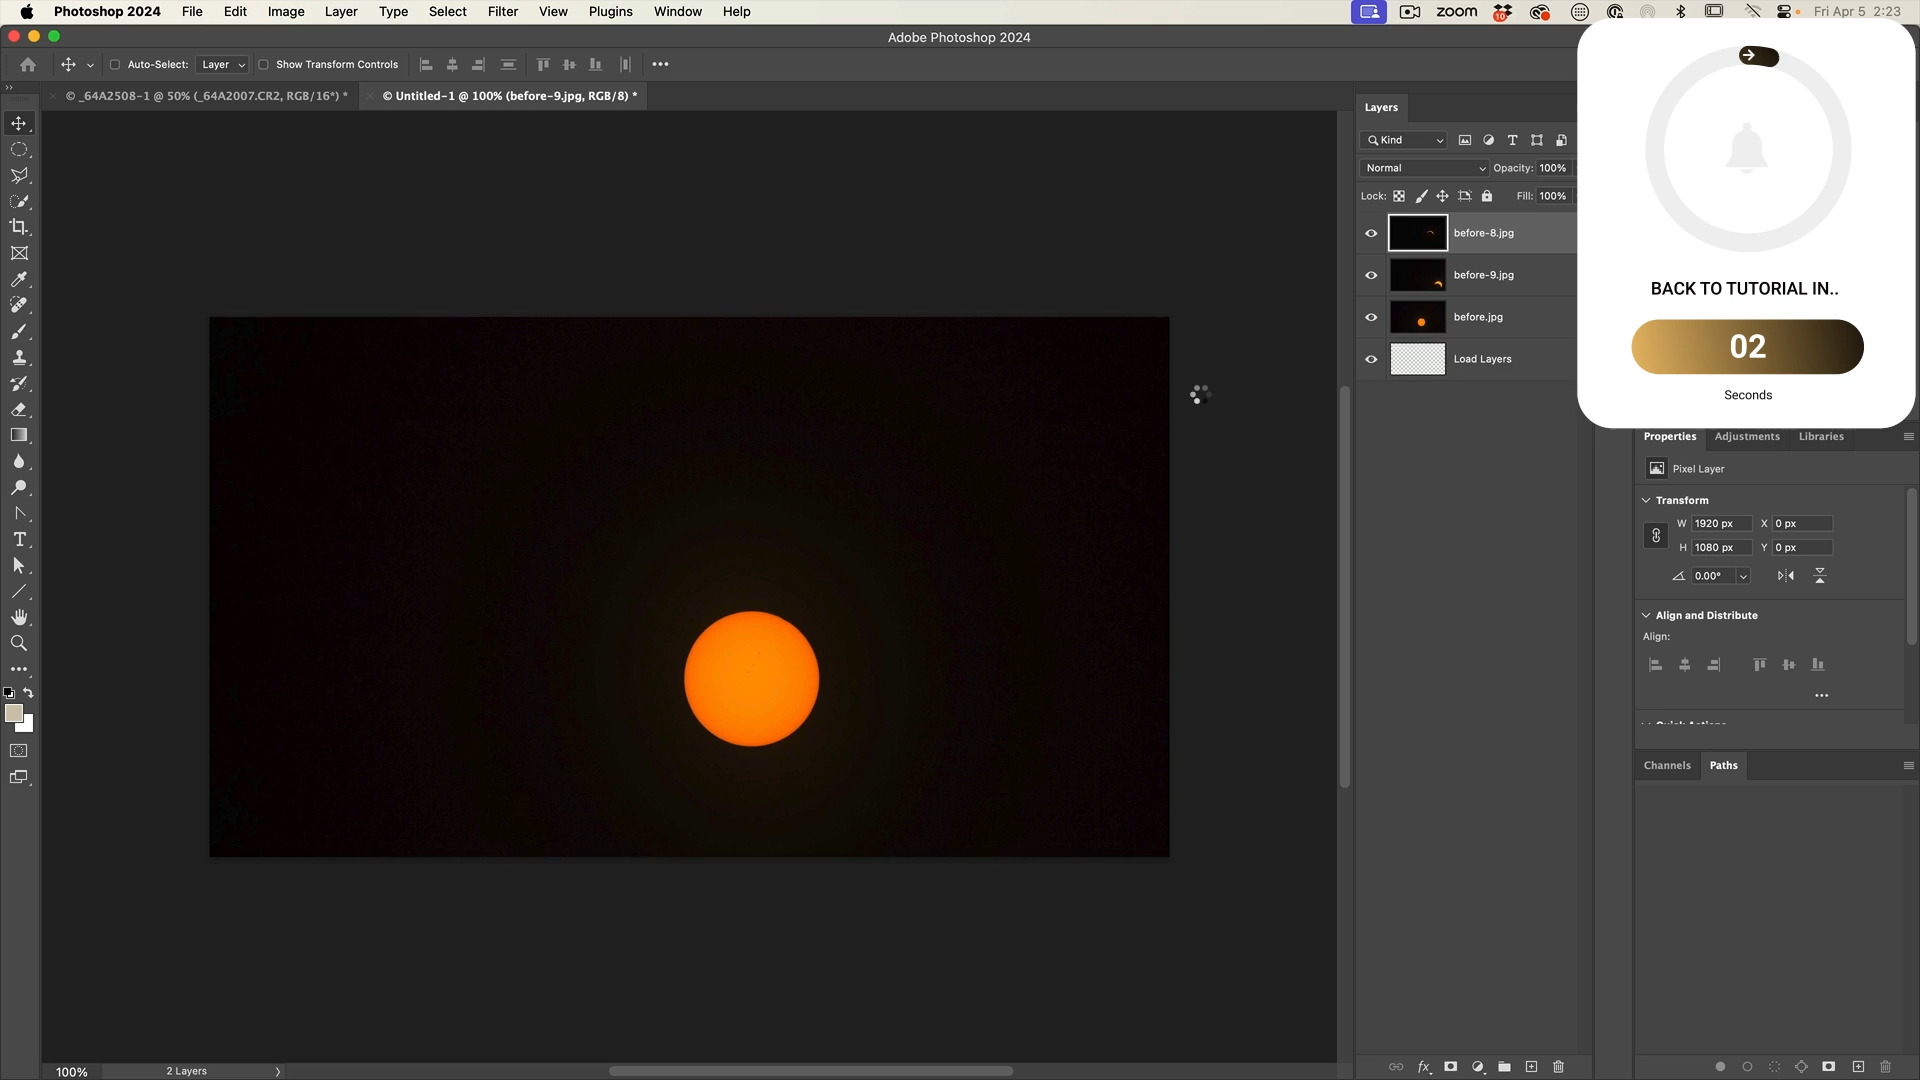 Photoshop 2024 File Edit Image Layer Type Select Filter View Plugins Window Help
zoom 10 Fri Apr 5 2:23
Adobe Photoshop 2024
Auto-Select: Layer Show Transform Controls
© _64A2508-1 @ 50% (_64A2007.CR2, RGB/16*) *
© Untitled-1 @ 100% (before-9.jpg, RGB/8) *
Layers
Kind
Normal Opacity: 100%
Lock: Fill: 100%
before-8.jpg
before-9.jpg
before.jpg
Load Layers
BACK TO TUTORIAL IN..
02
Seconds
Properties Adjustments Libraries
Pixel Layer
Transform
W 1920 px X 0 px
H 1080 px Y 0 px
0.00°
Align and Distribute
Align:
Quick Actions
Channels Paths
100% 2 Layers